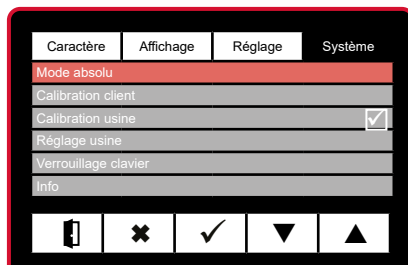 Caractère Affichage Réglage Système
Mode absolu
Calibration client
Calibration usine
Réglage usine
Verrouillage clavier
Info